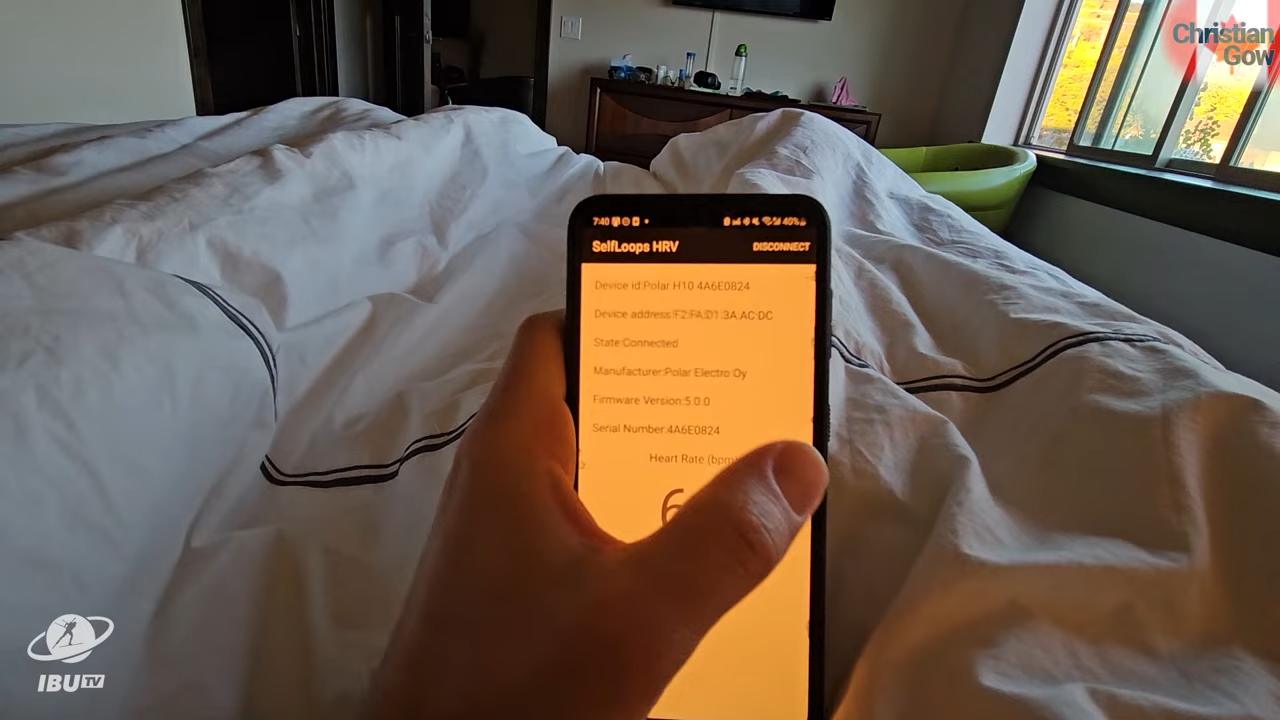 Christian
Gow
7:40
40%
SelfLoops HRV
DISCONNECT
Device id:Polar H10 4A6E0824
Device address:F2:FA:D1:3A:AC:DC
State:Connected
Manufacturer:Polar Electro Oy
Firmware Version:5.0.0
Serial Number:4A6E0824
Heart Rate (bpm)
6
IBU TV